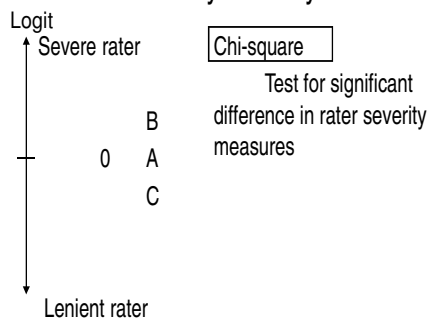 Logit
Severe rater
Chi-square
Test for significant
difference in rater severity
measures
B
0 A
C
Lenient rater